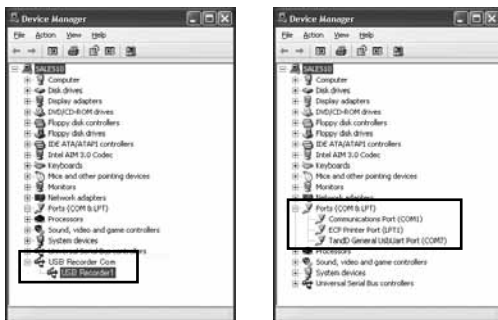 Device Manager
File Action View Help
SALES10
Computer
Disk drives
Display adapters
DVD/CD-ROM drives
Floppy disk controllers
Floppy disk drives
IDE ATA/ATAPI controllers
Intel AIM 3.0 Codec
Keyboards
Mice and other pointing devices
Monitors
Network adapters
Ports (COM & LPT)
Processors
Sound, video and game controllers
System devices
Universal Serial Bus controllers
USB Recorder Com
USB Recorder1
Device Manager
File Action View Help
SALES10
Computer
Disk drives
Display adapters
DVD/CD-ROM drives
Floppy disk controllers
Floppy disk drives
IDE ATA/ATAPI controllers
Intel AIM 3.0 Codec
Keyboards
Mice and other pointing devices
Monitors
Network adapters
Ports (COM & LPT)
Communications Port (COM1)
ECP Printer Port (LPT1)
TandD General UsbUart Port (COM7)
Processors
Sound, video and game controllers
System devices
Universal Serial Bus controllers